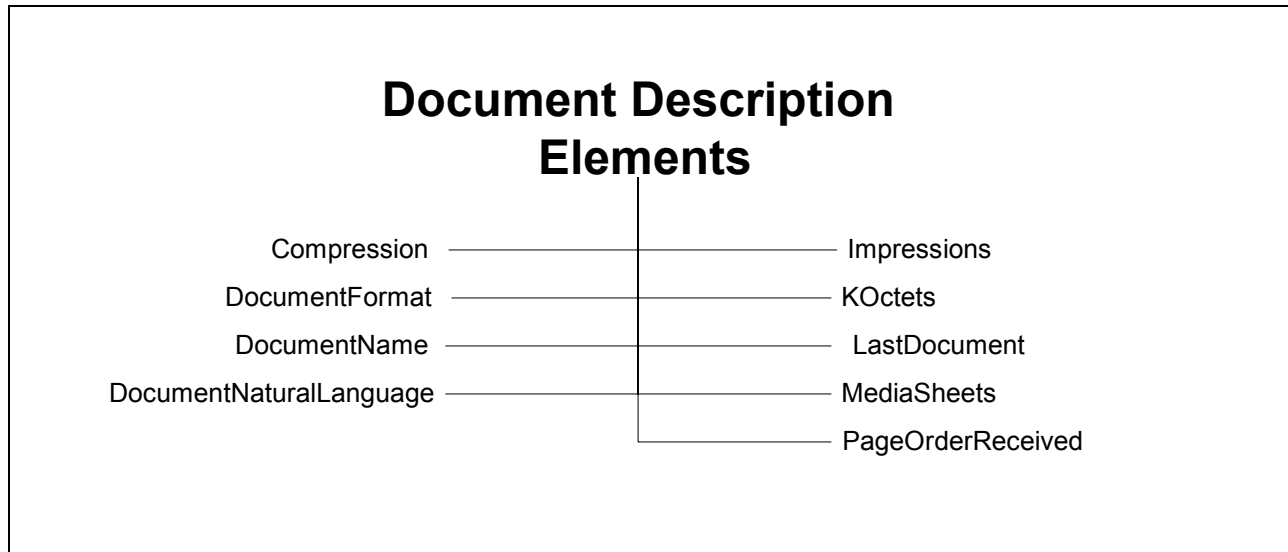 Document Description
Elements
Compression
Impressions
DocumentFormat
KOctets
DocumentName
LastDocument
DocumentNaturalLanguage
MediaSheets
PageOrderReceived